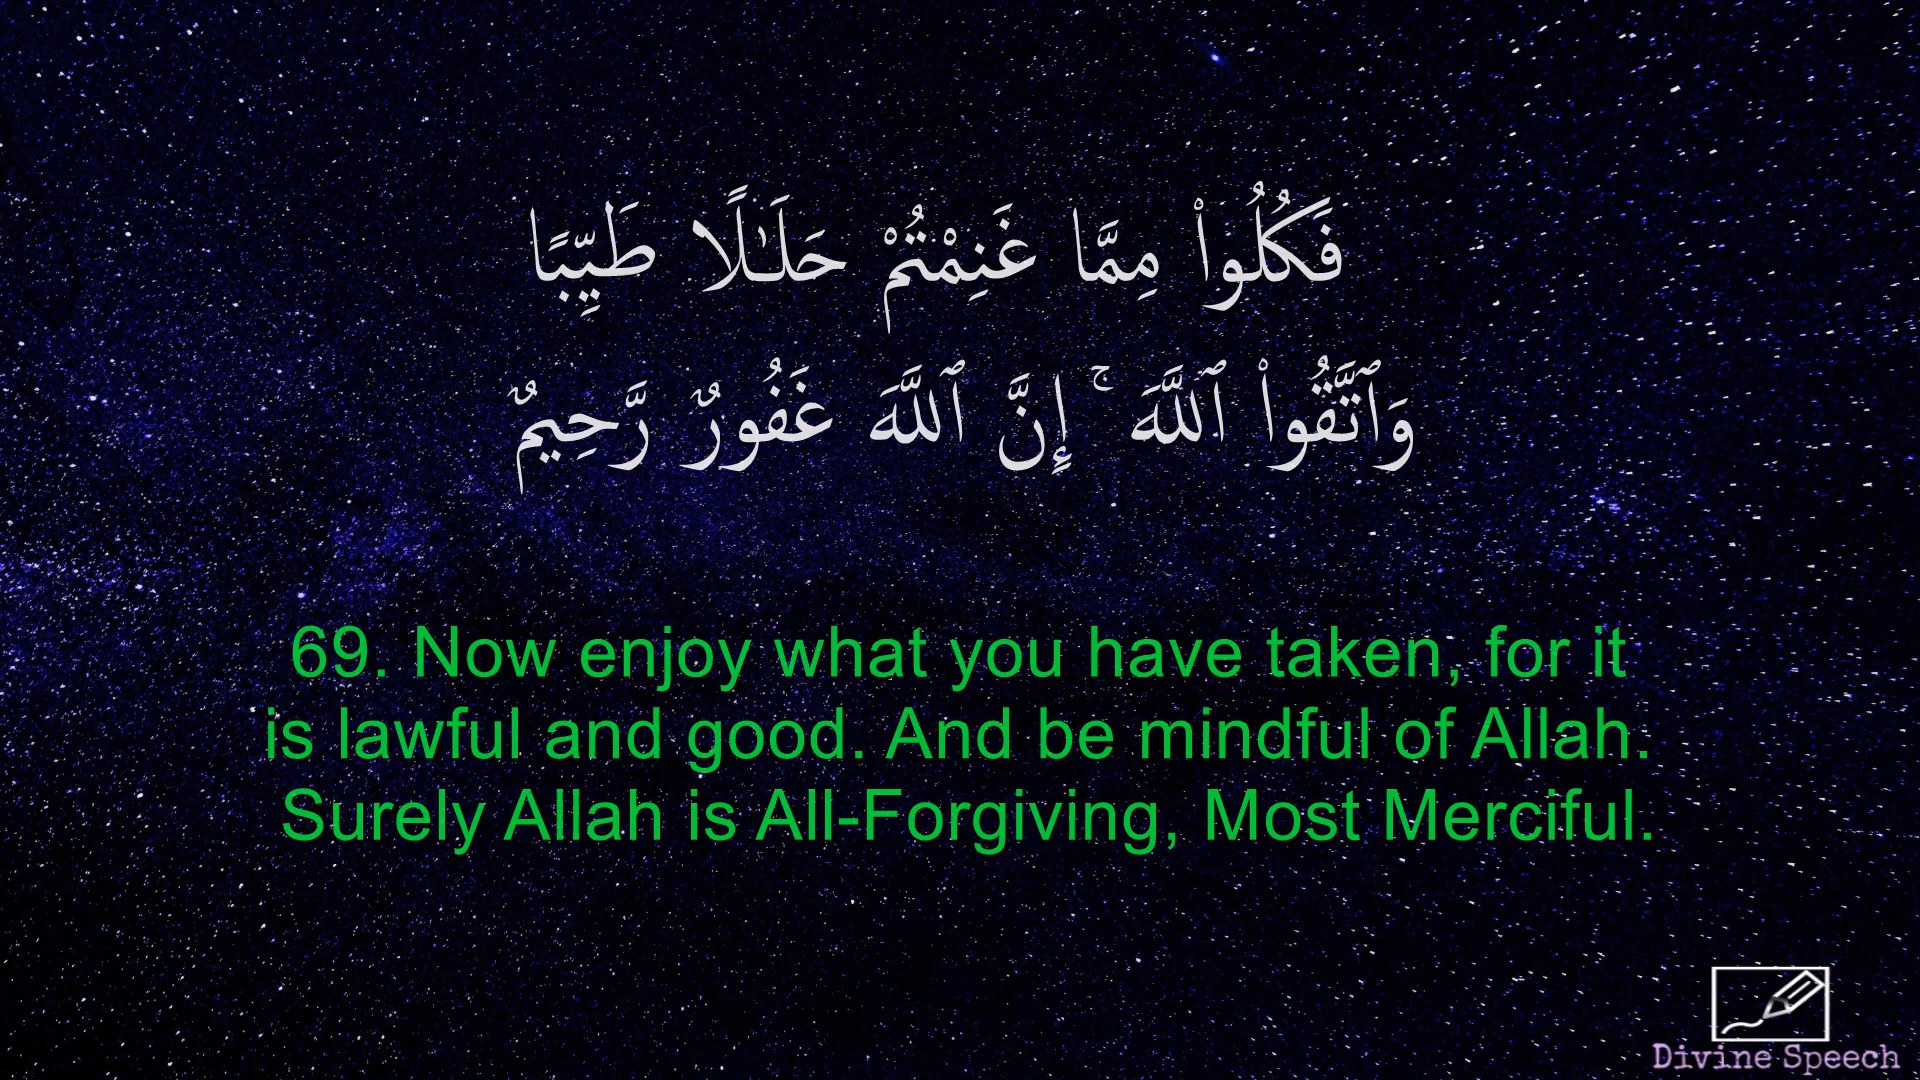 فَكُلُوا۟ مِمَّا غَنِمْتُمْ حَلَـٰلًا طَيِّبًا
وَٱتَّقُوا۟ ٱللَّهَ ۚ إِنَّ ٱللَّهَ غَفُورٌ رَّحِيمٌ
69. Now enjoy what you have taken, for it
is lawful and good. And be mindful of Allah.
Surely Allah is All-Forgiving, Most Merciful.
Divine Speech